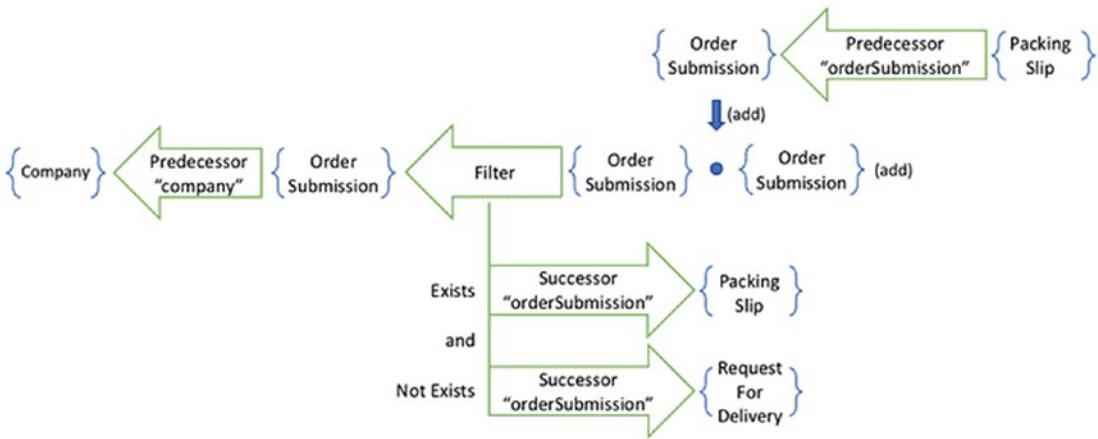 Order
Submission
Predecessor
“orderSubmission”
Packing
Slip
(add)
Company
Predecessor
“company”
Order
Submission
Filter
Order
Submission
Order
Submission
(add)
Exists
Successor
“orderSubmission”
Packing
Slip
and
Not Exists
Successor
“orderSubmission”
Request
For
Delivery